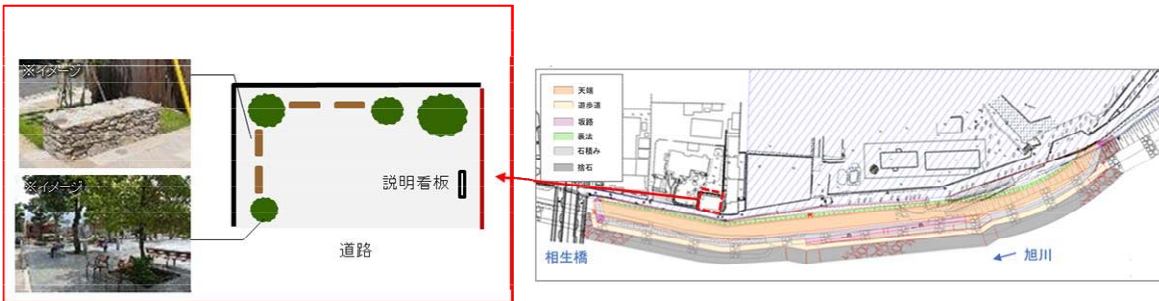 ※イメージ
※イメージ
説明看板
道路
天端
遊歩道
坂路
表法
石積み
捨石
相生橋
旭川